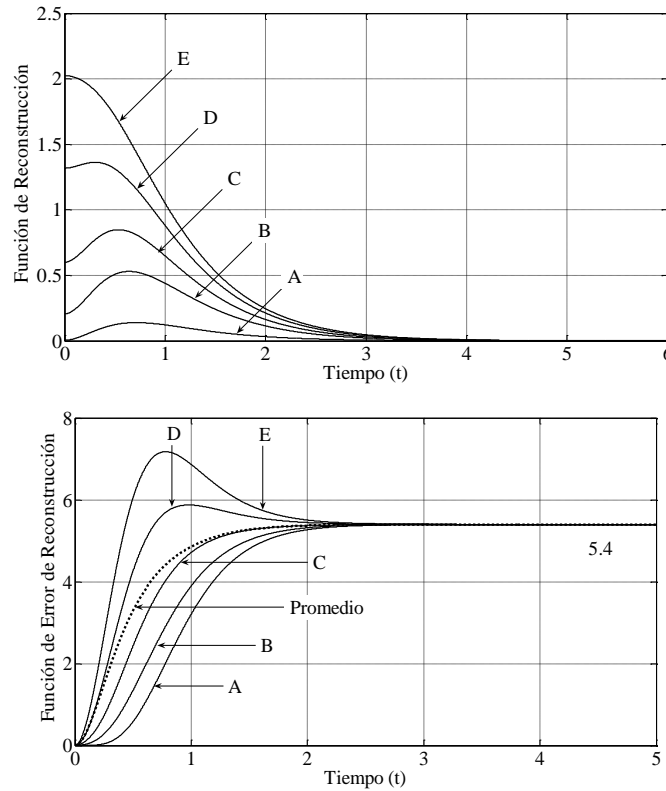 2.5
2
1.5
1
0.5
0
Función de Reconstrucción
E
D
C
B
A
0 1 2 3 4 5 6
Tiempo (t)
8
6
4
2
0
Función de Error de Reconstrucción
D
E
5.4
C
Promedio
B
A
0 1 2 3 4 5
Tiempo (t)